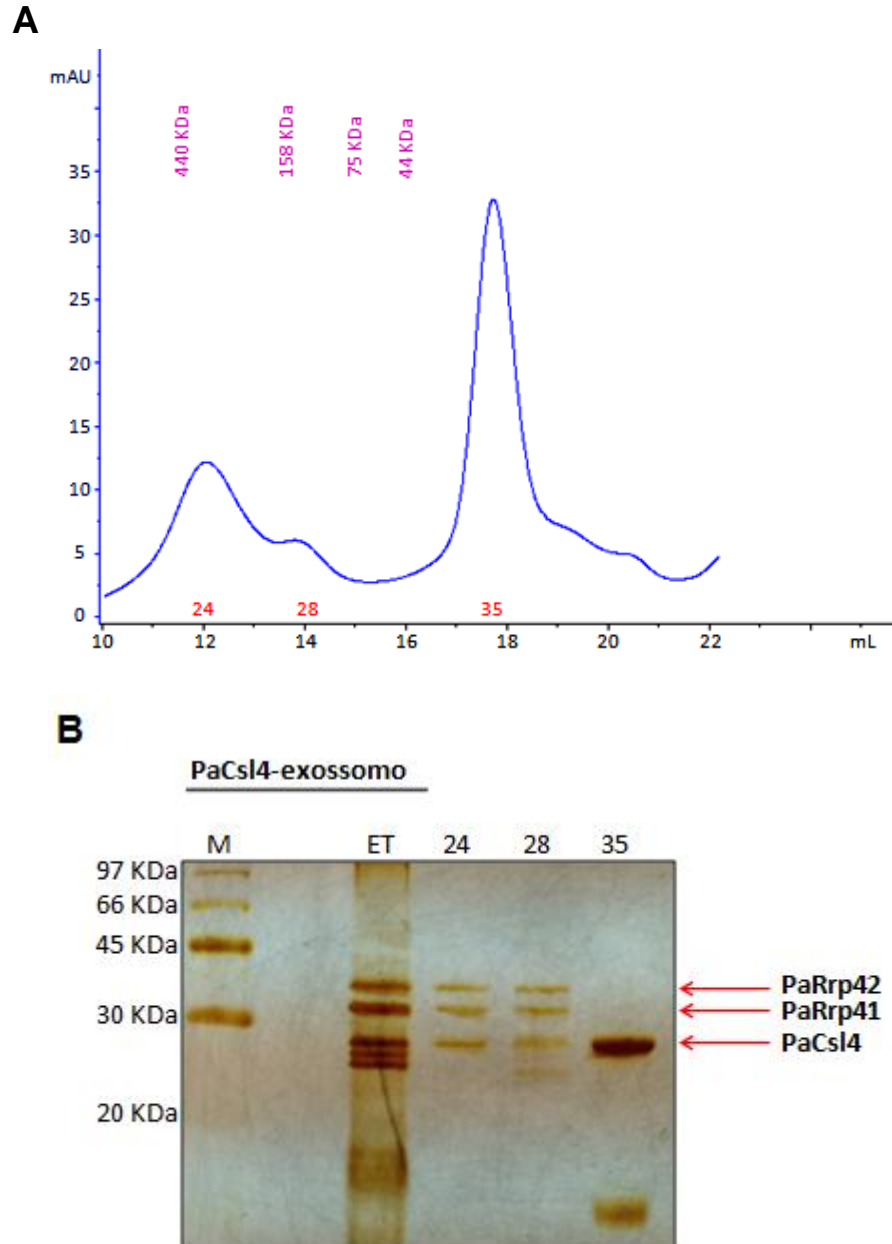 A
mAU
440 KDa
158 KDa
75 KDa
44 KDa
35
30
25
20
15
10
5
0
24 28 35
10 12 14 16 18 20 22 mL
B
PaCsl4-exossomo
M ET 24 28 35
97 KDa
66 KDa
45 KDa
30 KDa
20 KDa
PaRrp42
PaRrp41
PaCsl4